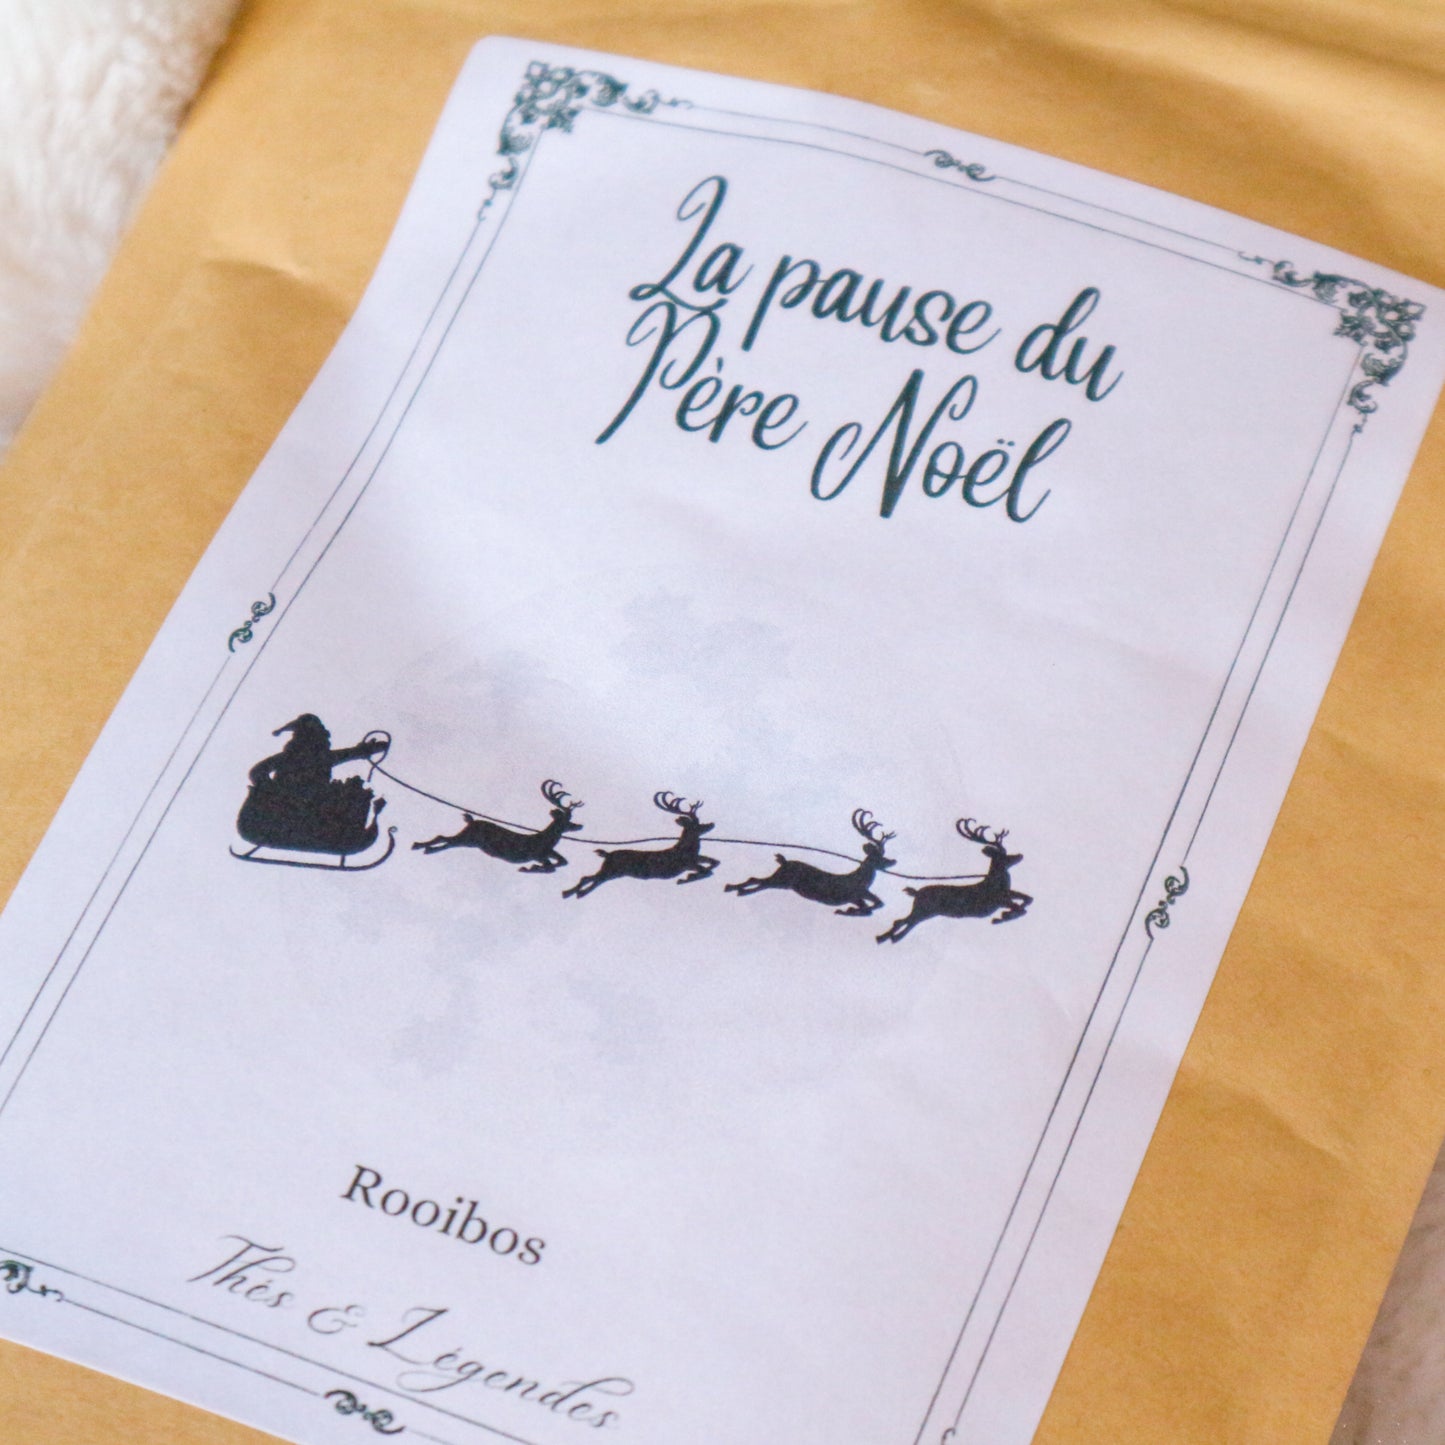 La pause du
Père Noël
Rooibos
Thés & Légendes